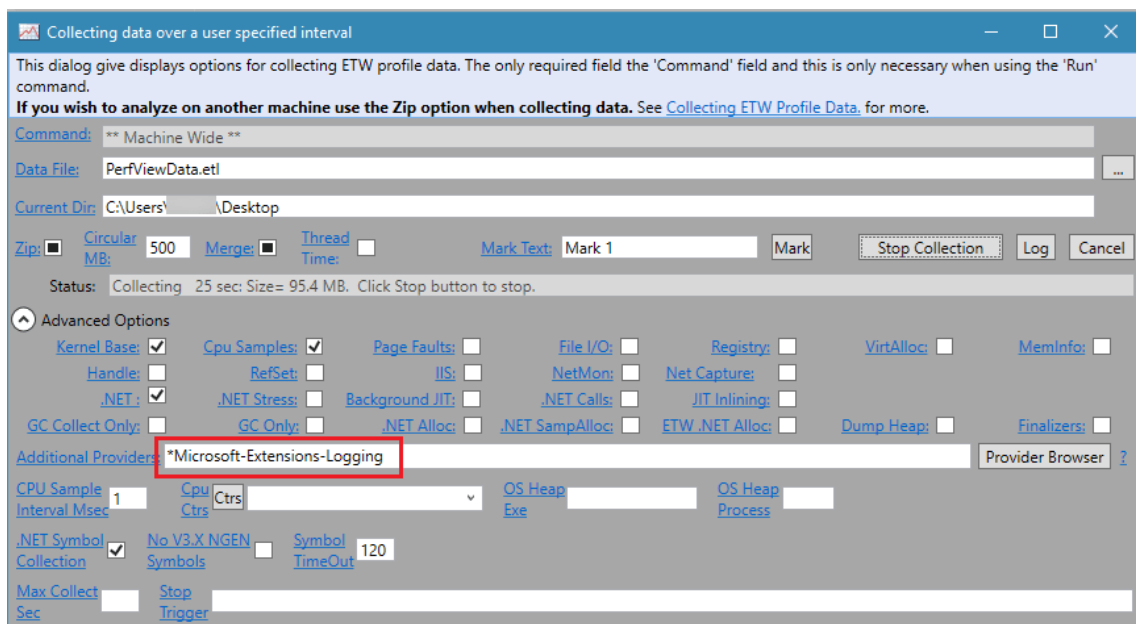 Collecting data over a user specified interval
This dialog give displays options for collecting ETW profile data. The only required field the 'Command' field and this is only necessary when using the 'Run'
command.
If you wish to analyze on another machine use the Zip option when collecting data. See Collecting ETW Profile Data. for more.
Command: ** Machine Wide **
Data File: PerfViewData.etl ...
Current Dir: C:\Users\ \Desktop
Zip: Circular MB: 500 Merge: Thread Time: Mark Text: Mark 1 Mark Stop Collection Log Cancel
Status: Collecting 25 sec: Size= 95.4 MB. Click Stop button to stop.
Advanced Options
Kernel Base: Cpu Samples: Page Faults: File I/O: Registry: VirtAlloc: MemInfo:
Handle: RefSet: IIS: NetMon: Net Capture:
.NET : .NET Stress: Background JIT: .NET Calls: JIT Inlining:
GC Collect Only: GC Only: .NET Alloc: .NET SampAlloc: ETW .NET Alloc: Dump Heap: Finalizers:
Additional Providers: *Microsoft-Extensions-Logging Provider Browser ?
CPU Sample Interval Msec 1 Cpu Ctrs Ctrs OS Heap Exe OS Heap Process
.NET Symbol Collection No V3.X NGEN Symbols Symbol TimeOut 120
Max Collect Sec Stop Trigger